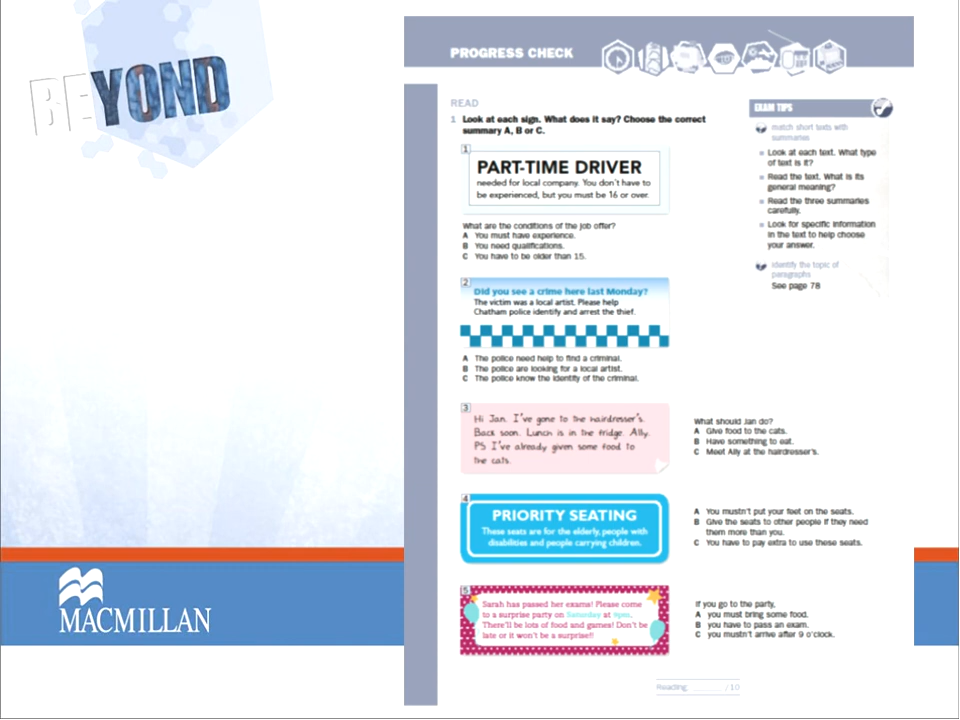 BEYOND
PROGRESS CHECK
READ
1 Look at each sign. What does it say? Choose the correct
summary A, B or C.
1
PART-TIME DRIVER
needed for local company. You don't have to
be experienced, but you must be 16 or over.
What are the conditions of the job offer?
A You must have experience.
B You need qualifications.
C You have to be older than 15.
2
Did you see a crime here last Monday?
The victim was a local artist. Please help
Chatham police identify and arrest the thief.
A The police need help to find a criminal.
B The police are looking for a local artist.
C The police know the identity of the criminal.
3
Hi Jan. I've gone to the hairdresser's.
Back soon. Lunch is in the fridge. Ally.
PS I've already given some food to
the cats.
What should Jan do?
A Give food to the cats.
B Have something to eat.
C Meet Ally at the hairdresser's.
4
PRIORITY SEATING
These seats are for the elderly, people with
disabilities and people carrying children.
A You mustn't put your feet on the seats.
B Give the seats to other people if they need
them more than you.
C You have to pay extra to use these seats.
5
Sarah has passed her exams! Please come
to a surprise party on Saturday at 9pm.
There'll be lots of food and games! Don't be
late or it won't be a surprise!!
If you go to the party,
A you must bring some food.
B you have to pass an exam.
C you mustn't arrive after 9 o'clock.
Reading ______ / 10
EXAM TIPS
match short texts with
summaries
Look at each text. What type
of text is it?
Read the text. What is its
general meaning?
Read the three summaries
carefully.
Look for specific information
in the text to help choose
your answer.
identify the topic of
paragraphs
See page 78
MACMILLAN